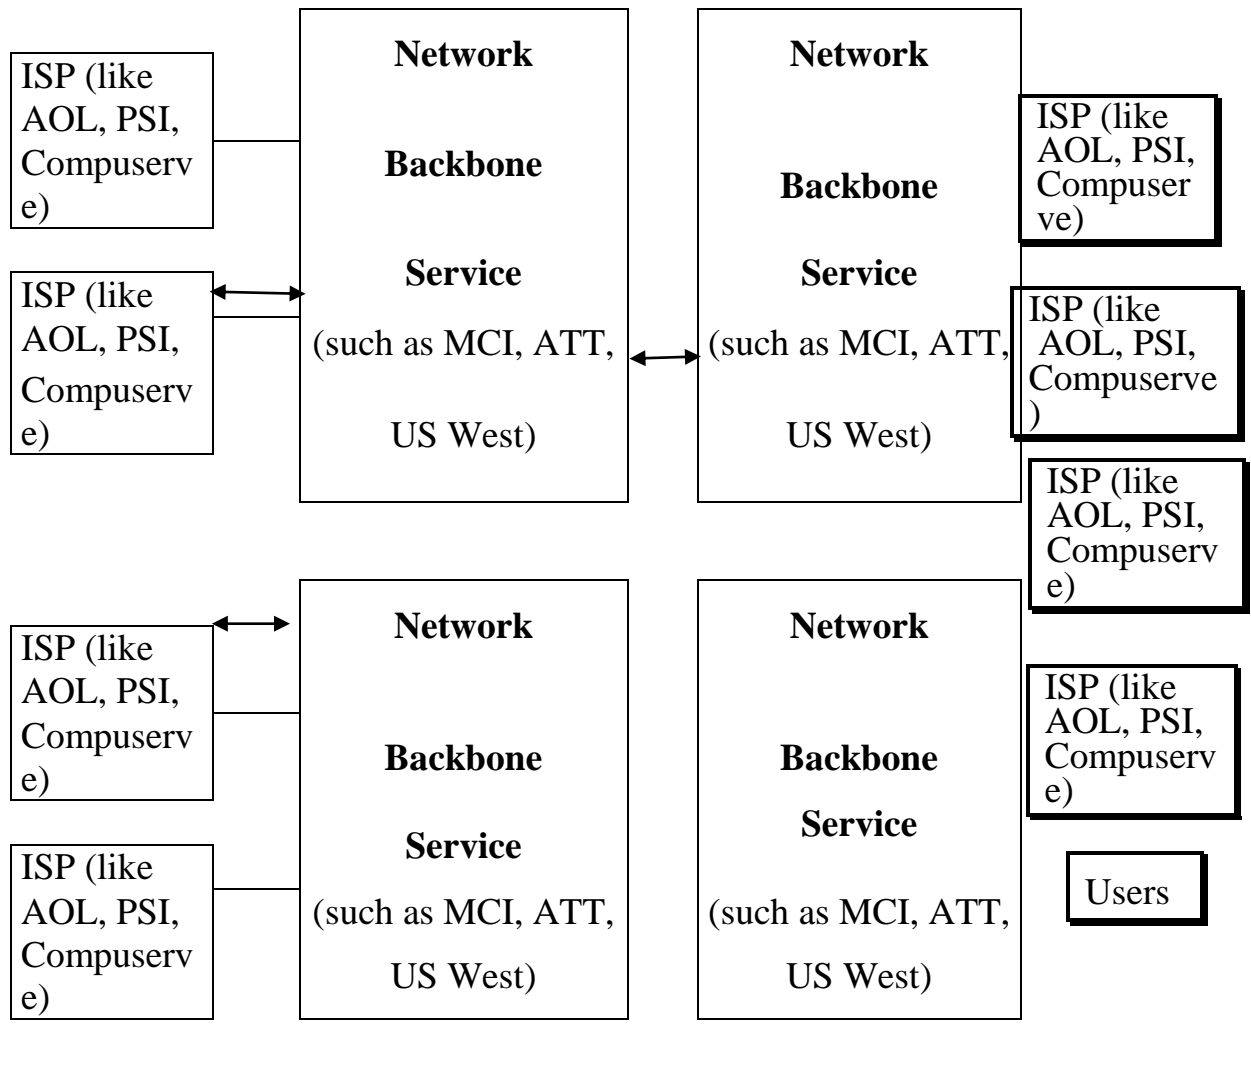 ISP (like
AOL, PSI,
Compuserv
e)
ISP (like
AOL, PSI,
Compuserv
e)
Network
Backbone
Service
(such as MCI, ATT,
US West)
Network
Backbone
Service
(such as MCI, ATT,
US West)
ISP (like
AOL, PSI,
Compuser
ve)
ISP (like
AOL, PSI,
Compuserve
)
ISP (like
AOL, PSI,
Compuserv
e)
ISP (like
AOL, PSI,
Compuserv
e)
ISP (like
AOL, PSI,
Compuserv
e)
Network
Backbone
Service
(such as MCI, ATT,
US West)
Network
Backbone
Service
(such as MCI, ATT,
US West)
ISP (like
AOL, PSI,
Compuserv
e)
Users